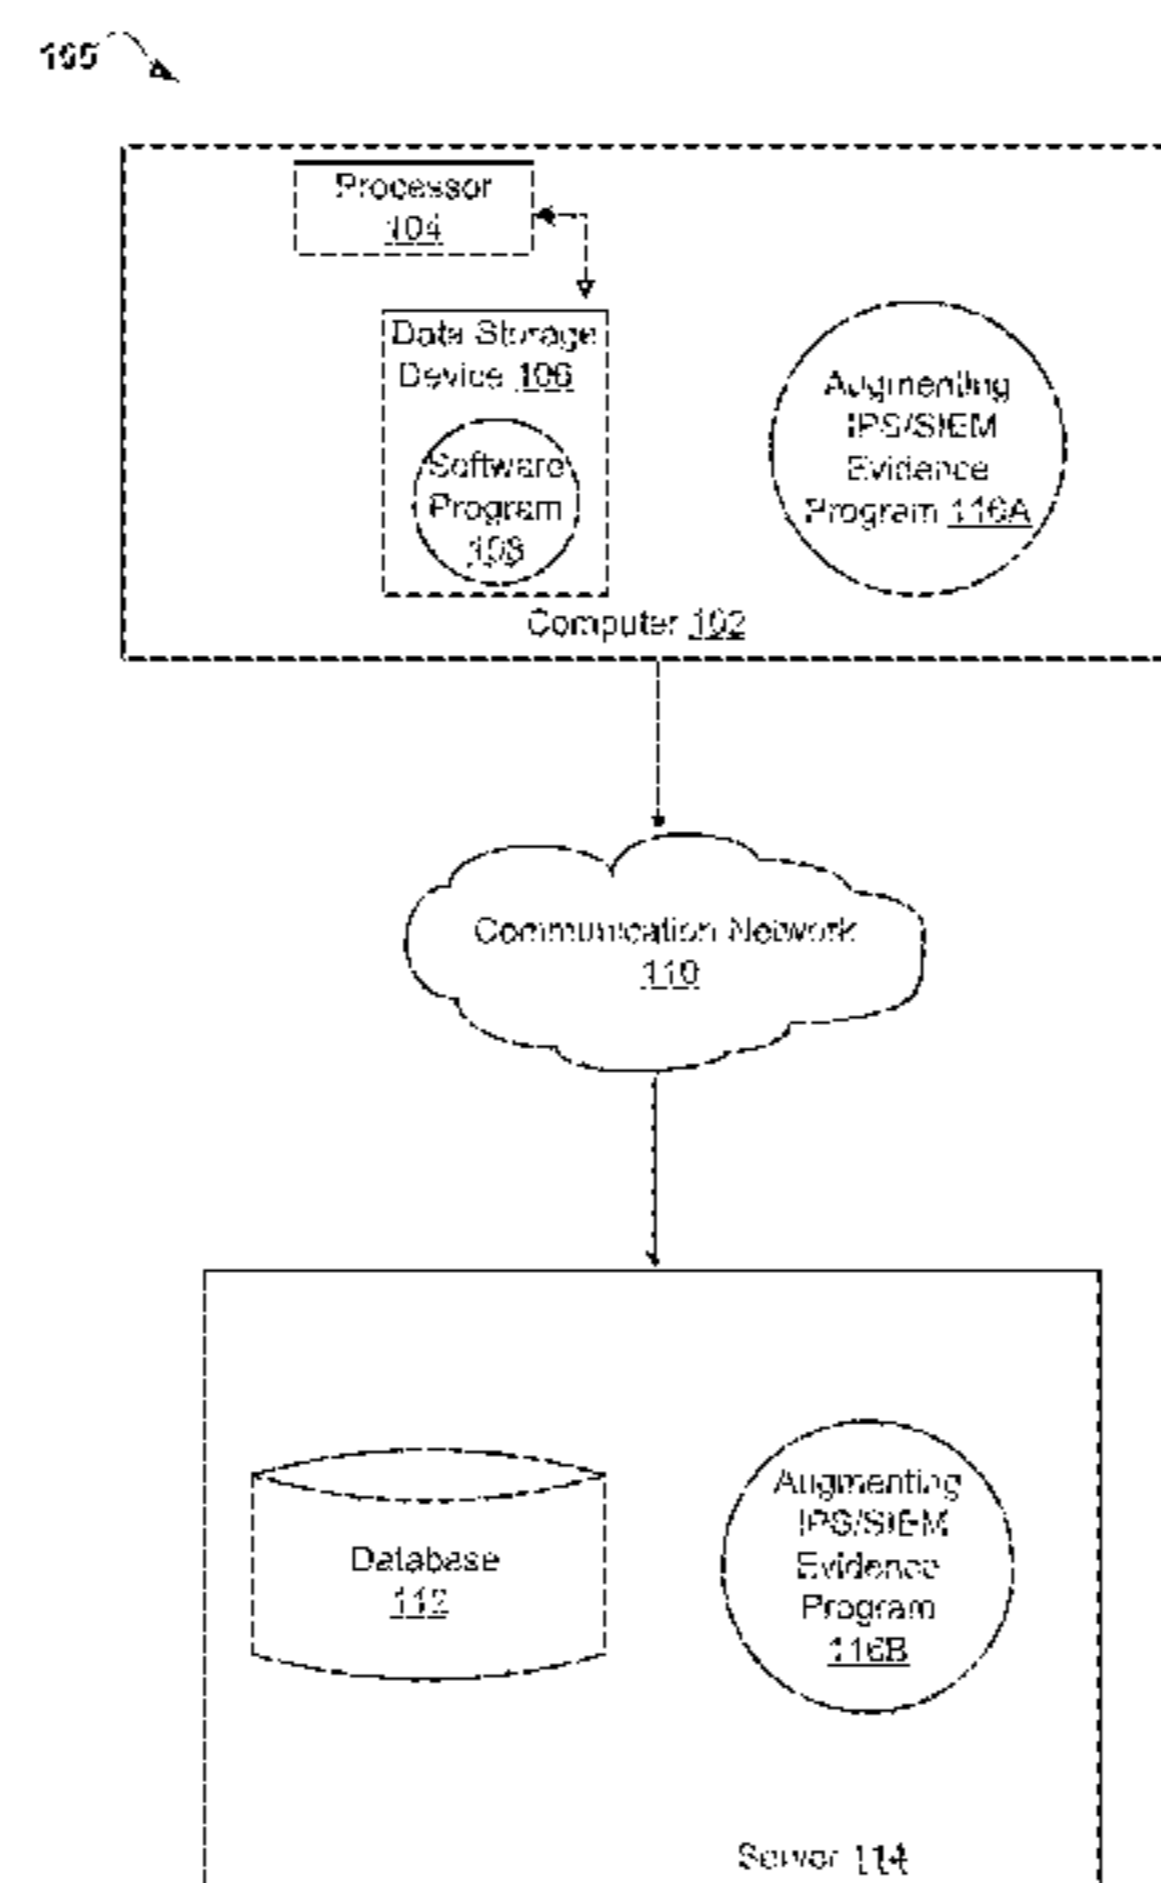 100
Processor
104
Data Storage
Device 106
Software
Program
108
Augmenting
IPS/SIEM
Evidence
Program 116A
Computer 102
Communication Network
110
Database
112
Augmenting
IPS/SIEM
Evidence
Program
116B
Server 114